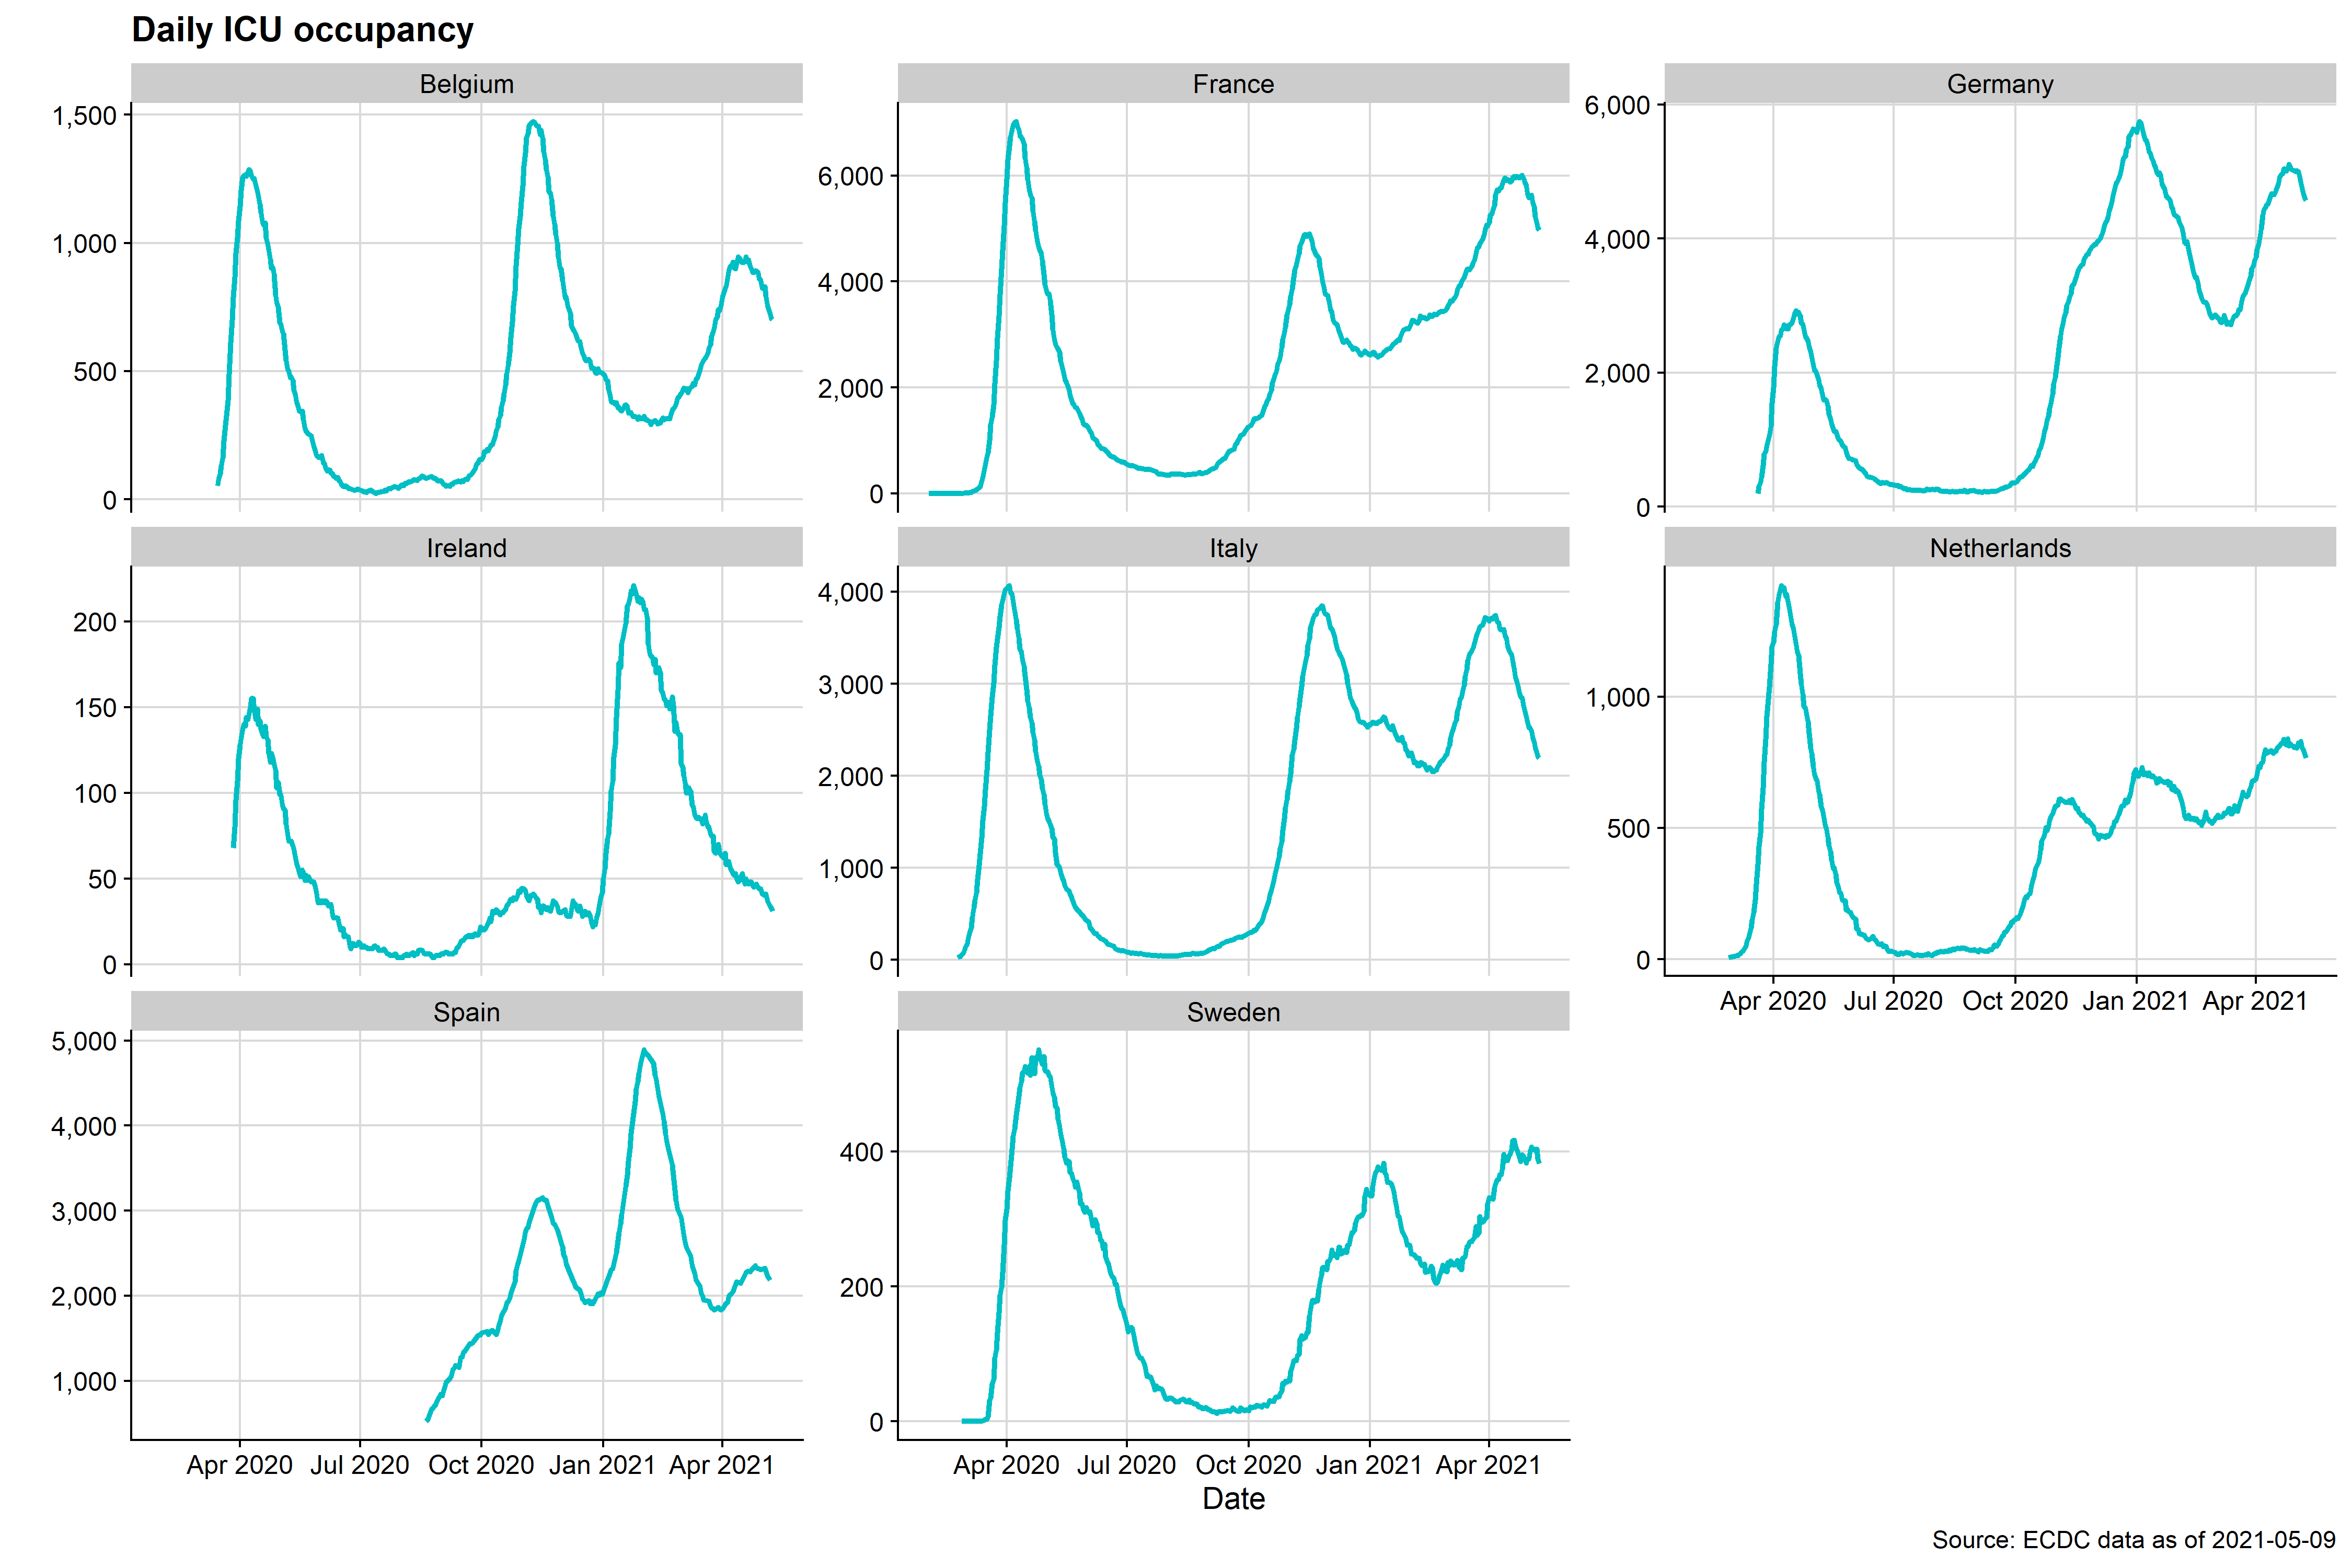 Daily ICU occupancy
Belgium
France
Germany
1,500
1,000
500
0
6,000
4,000
2,000
0
6,000
4,000
2,000
0
Ireland
Italy
Netherlands
200
150
100
50
0
4,000
3,000
2,000
1,000
0
1,000
500
0
Apr 2020 Jul 2020 Oct 2020 Jan 2021 Apr 2021
Spain
Sweden
5,000
4,000
3,000
2,000
1,000
400
200
0
Apr 2020 Jul 2020 Oct 2020 Jan 2021 Apr 2021
Apr 2020 Jul 2020 Oct 2020 Jan 2021 Apr 2021
Date
Source: ECDC data as of 2021-05-09